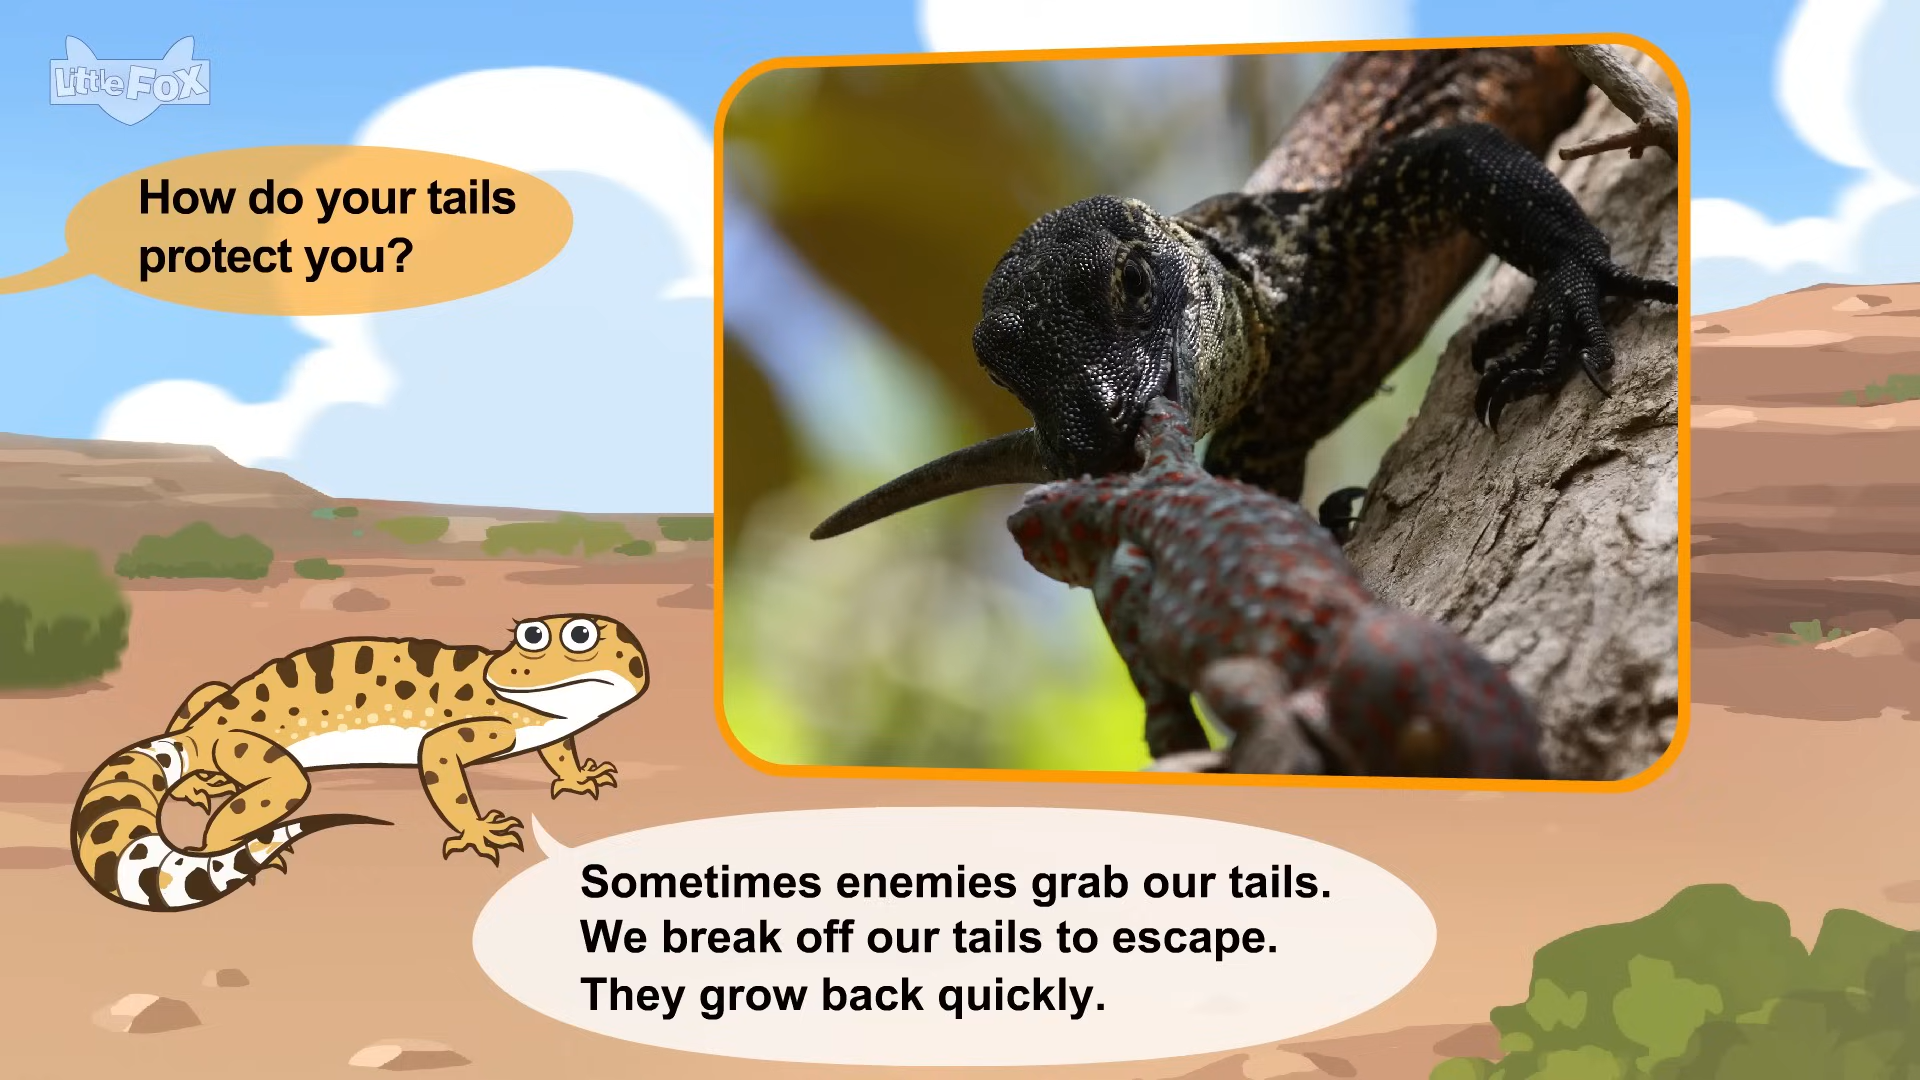 Little Fox
How do your tails
protect you?
Sometimes enemies grab our tails.
We break off our tails to escape.
They grow back quickly.